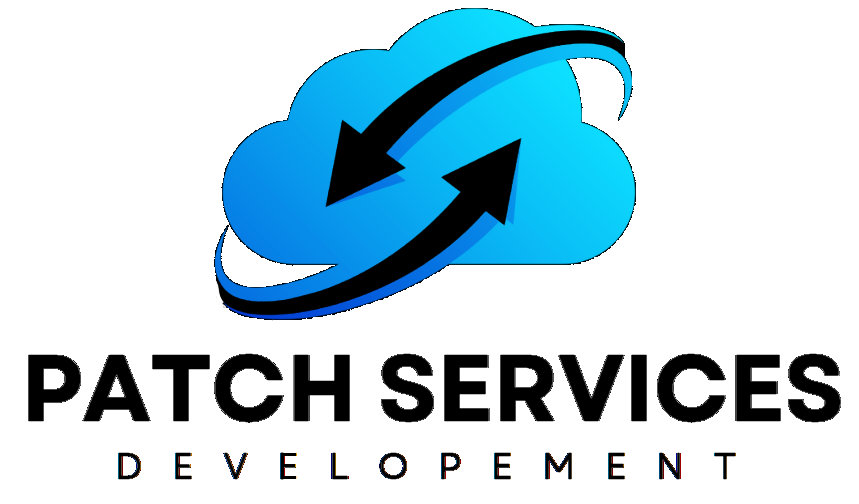 PATCH SERVICES
DEVELOPEMENT